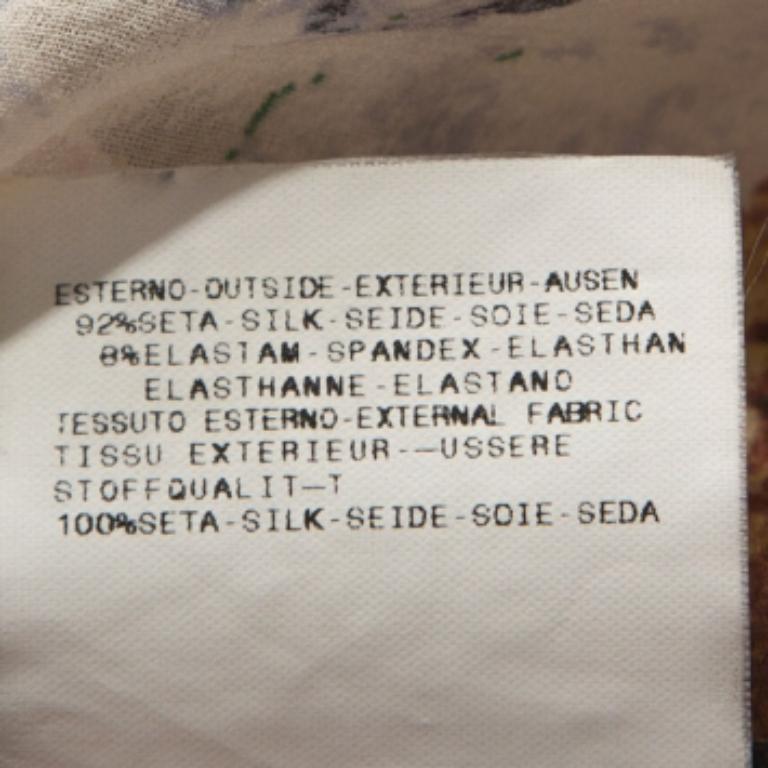 ESTERNO-OUTSIDE-EXTERIEUR-AUSEN
92%SETA-SILK-SEIDE-SOIE-SEDA
8%ELASTAM-SPANDEX-ELASTHAN
ELASTHANNE-ELASTANO
TESSUTO ESTERNO-EXTERNAL FABRIC
TISSU EXTERIEUR-—USSERE
STOFFQUALIT—T
100%SETA-SILK-SEIDE-SOIE-SEDA